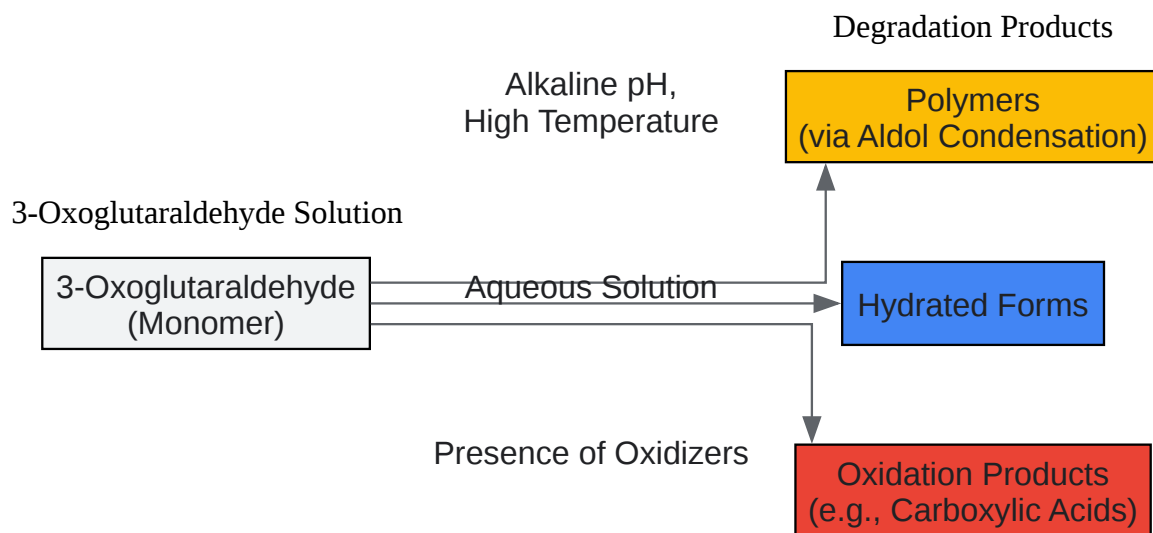 Degradation Products
Alkaline pH,
High Temperature
Polymers
(via Aldol Condensation)
3-Oxoglutaraldehyde Solution
3-Oxoglutaraldehyde
(Monomer)
Aqueous Solution
Hydrated Forms
Presence of Oxidizers
Oxidation Products
(e.g., Carboxylic Acids)